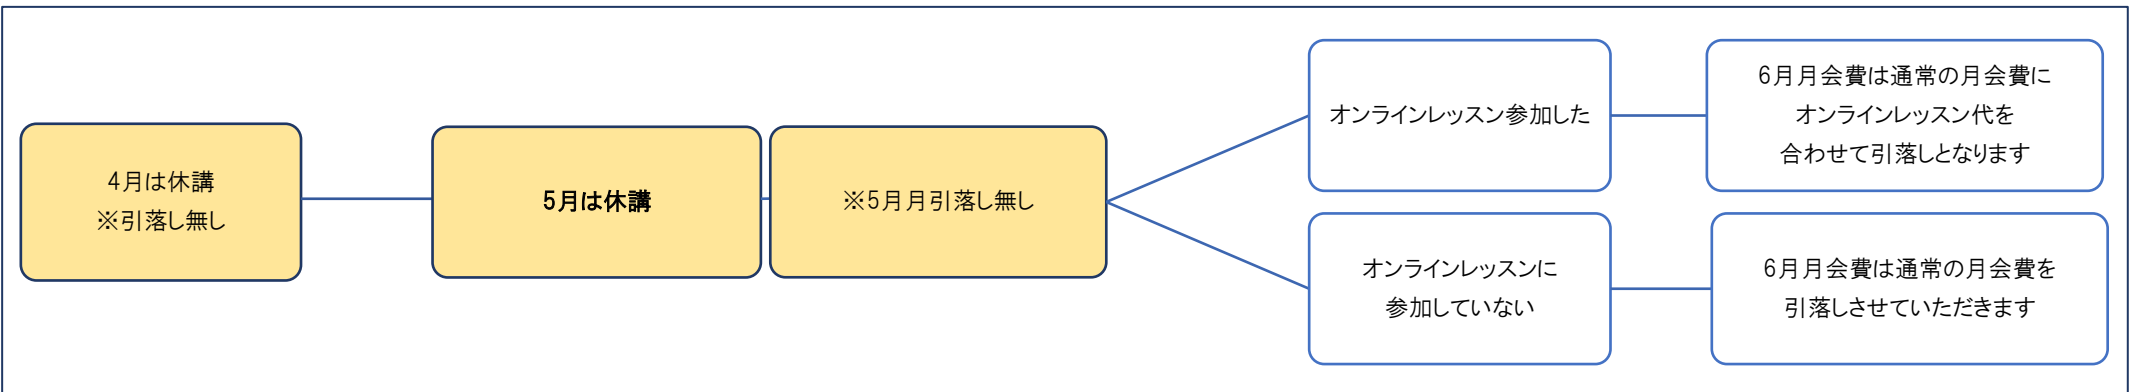 4月は休講
※引落し無し
5月は休講
※5月月引落し無し
オンラインレッスン参加した
6月月会費は通常の月会費に
オンラインレッスン代を
合わせて引落しとなります
オンラインレッスンに
参加していない
6月月会費は通常の月会費を
引落しさせていただきます